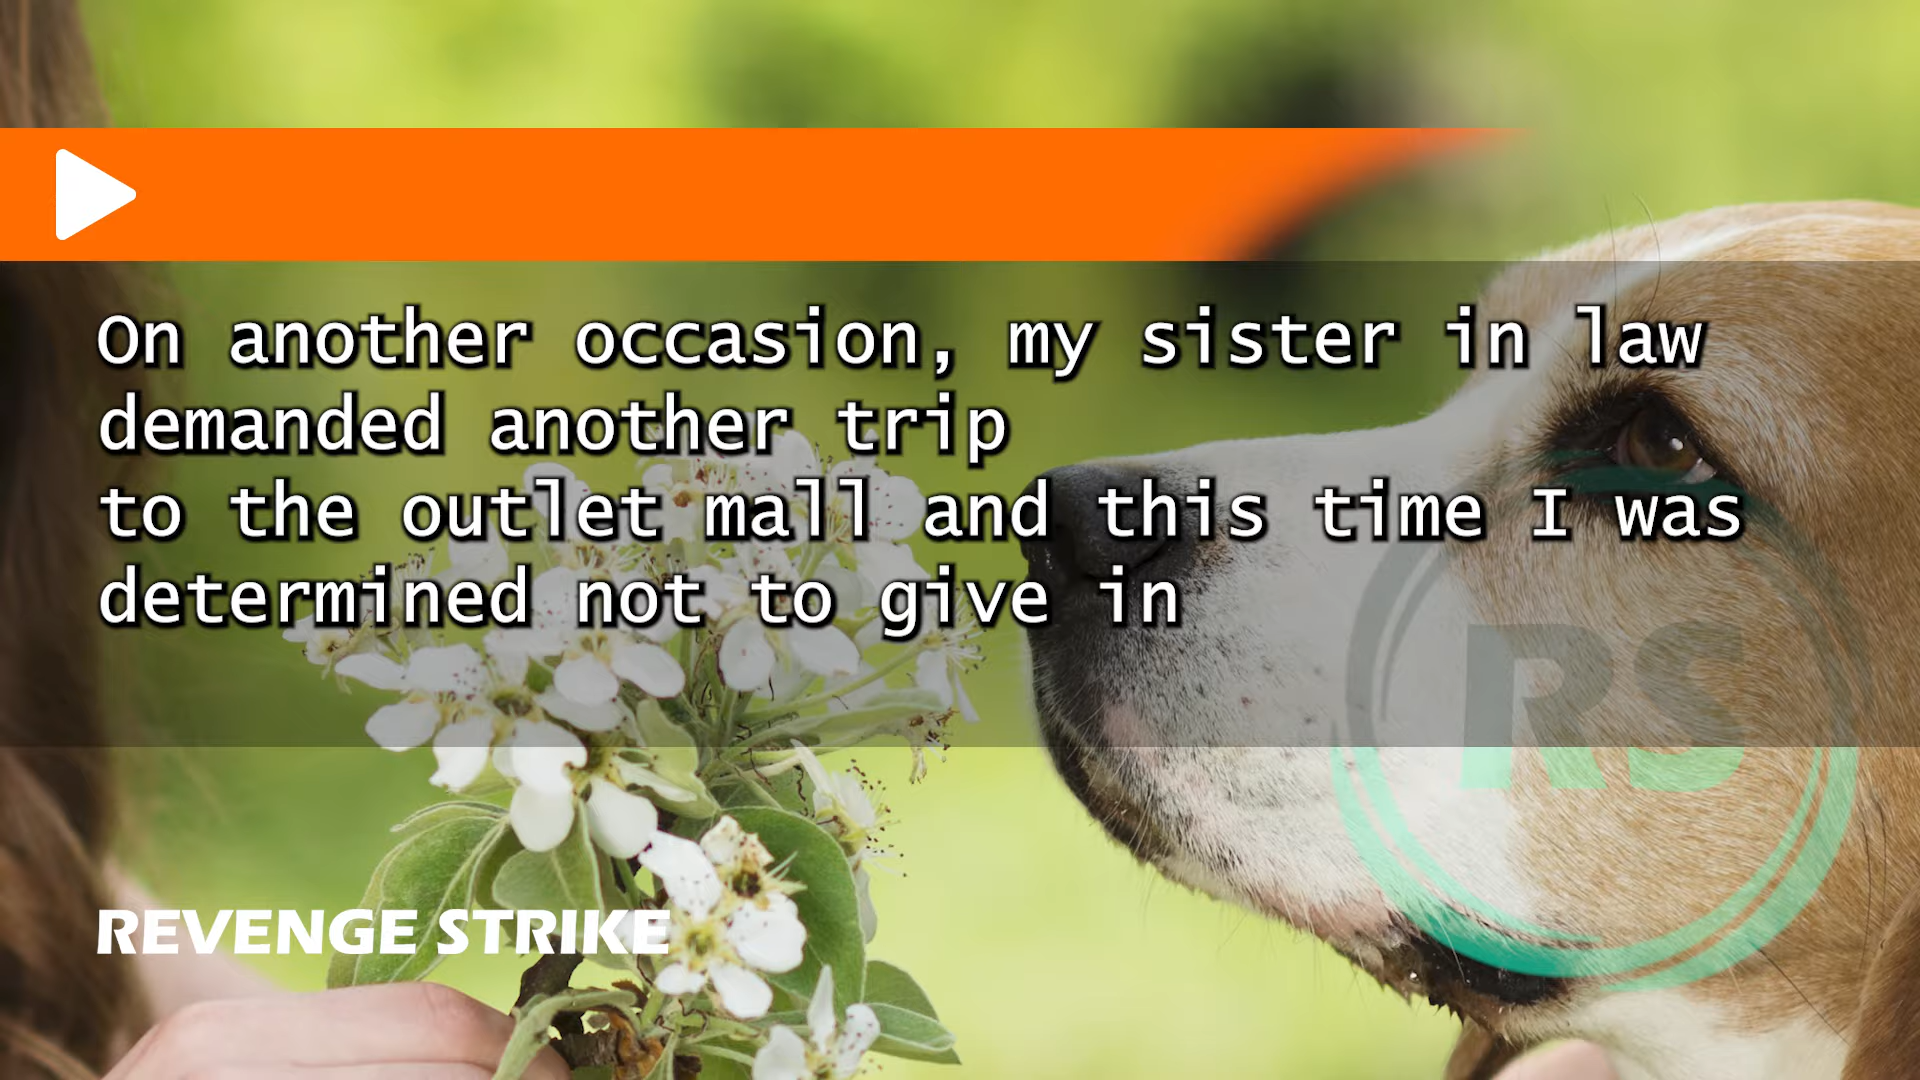 On another occasion, my sister in law
demanded another trip
to the outlet mall and this time I was
determined not to give in
RS
REVENGE STRIKE